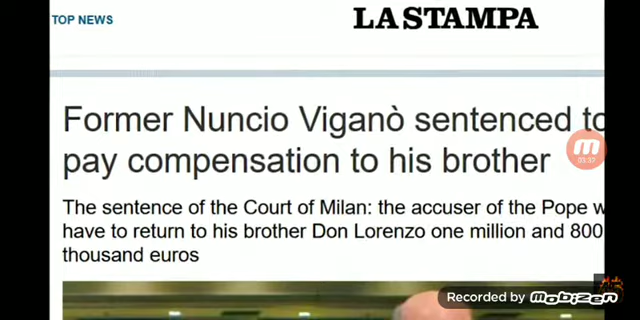 TOP NEWS
LA STAMPA
Former Nuncio Viganò sentenced to
pay compensation to his brother
The sentence of the Court of Milan: the accuser of the Pope w
have to return to his brother Don Lorenzo one million and 800
thousand euros
Recorded by mobizen